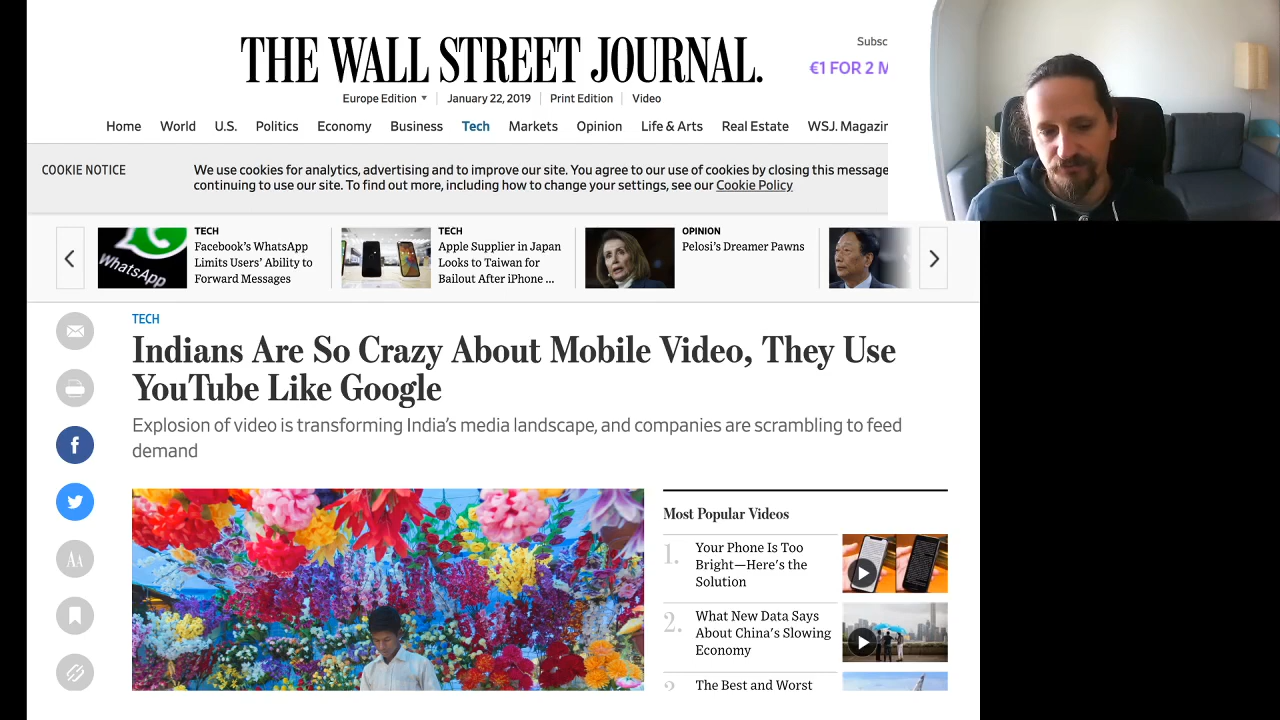 THE WALL STREET JOURNAL.
Subsc
€1 FOR 2 M
Europe Edition
January 22, 2019
Print Edition
Video
Home World U.S. Politics Economy Business Tech Markets Opinion Life & Arts Real Estate WSJ. Magazin
COOKIE NOTICE
We use cookies for analytics, advertising and to improve our site. You agree to our use of cookies by closing this message
continuing to use our site. To find out more, including how to change your settings, see our Cookie Policy
WhatsApp
TECH
Facebook's WhatsApp
Limits Users' Ability to
Forward Messages
TECH
Apple Supplier in Japan
Looks to Taiwan for
Bailout After iPhone ...
OPINION
Pelosi's Dreamer Pawns
TECH
Indians Are So Crazy About Mobile Video, They Use
YouTube Like Google
Explosion of video is transforming India's media landscape, and companies are scrambling to feed
demand
f
AA
Most Popular Videos
1.
Your Phone Is Too
Bright—Here's the
Solution
2.
What New Data Says
About China's Slowing
Economy
The Best and Worst